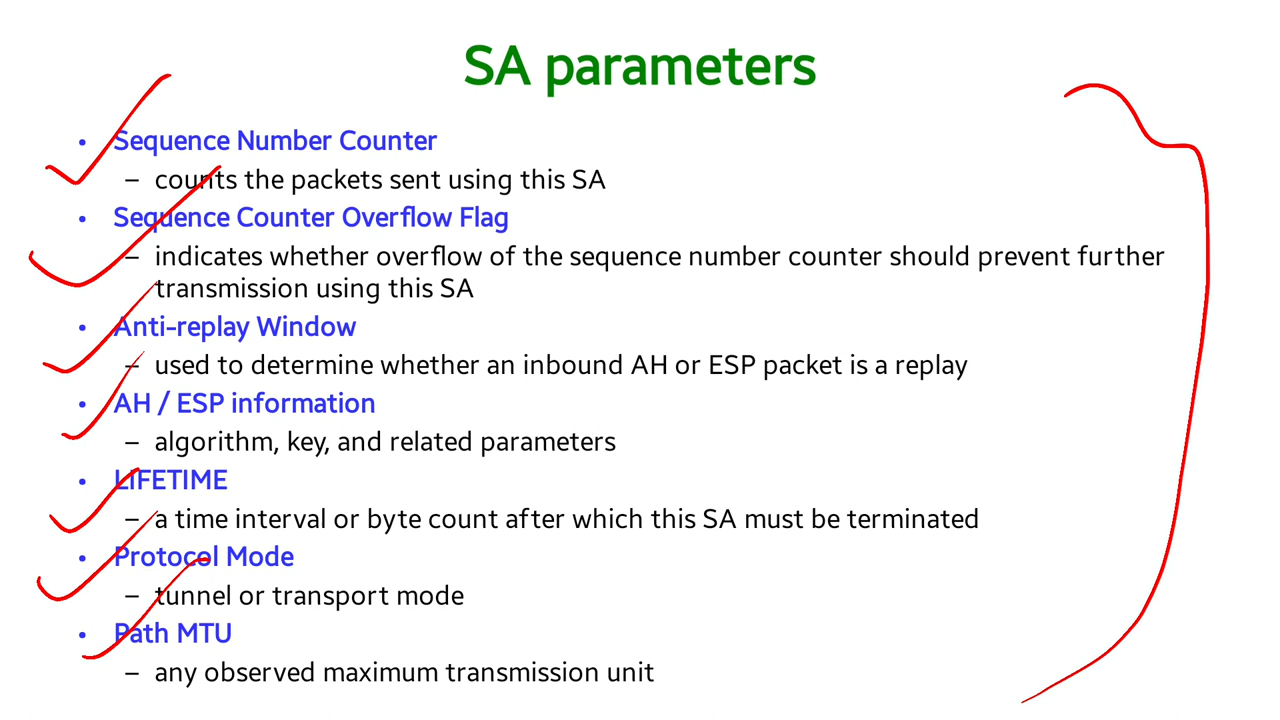 SA parameters
• Sequence Number Counter
– counts the packets sent using this SA
• Sequence Counter Overflow Flag
– indicates whether overflow of the sequence number counter should prevent further
transmission using this SA
• Anti-replay Window
– used to determine whether an inbound AH or ESP packet is a replay
• AH / ESP information
– algorithm, key, and related parameters
• LIFETIME
– a time interval or byte count after which this SA must be terminated
• Protocol Mode
– tunnel or transport mode
• Path MTU
– any observed maximum transmission unit